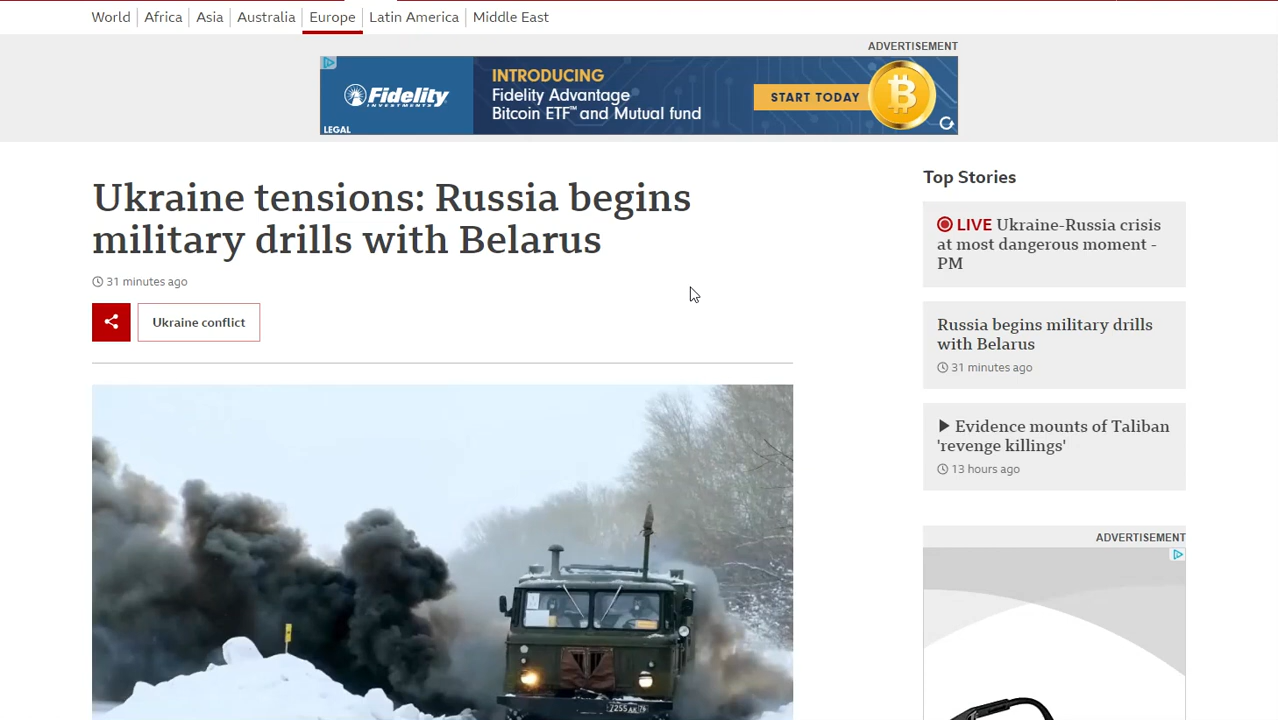 World
Africa
Asia
Australia
Europe
Latin America
Middle East
ADVERTISEMENT
Fidelity
INVESTMENTS
LEGAL
INTRODUCING
Fidelity Advantage
Bitcoin ETF℠ and Mutual fund
START TODAY
Ukraine tensions: Russia begins
military drills with Belarus
31 minutes ago
Ukraine conflict
Top Stories
LIVE Ukraine-Russia crisis
at most dangerous moment -
PM
Russia begins military drills
with Belarus
31 minutes ago
Evidence mounts of Taliban
'revenge killings'
13 hours ago
ADVERTISEMENT